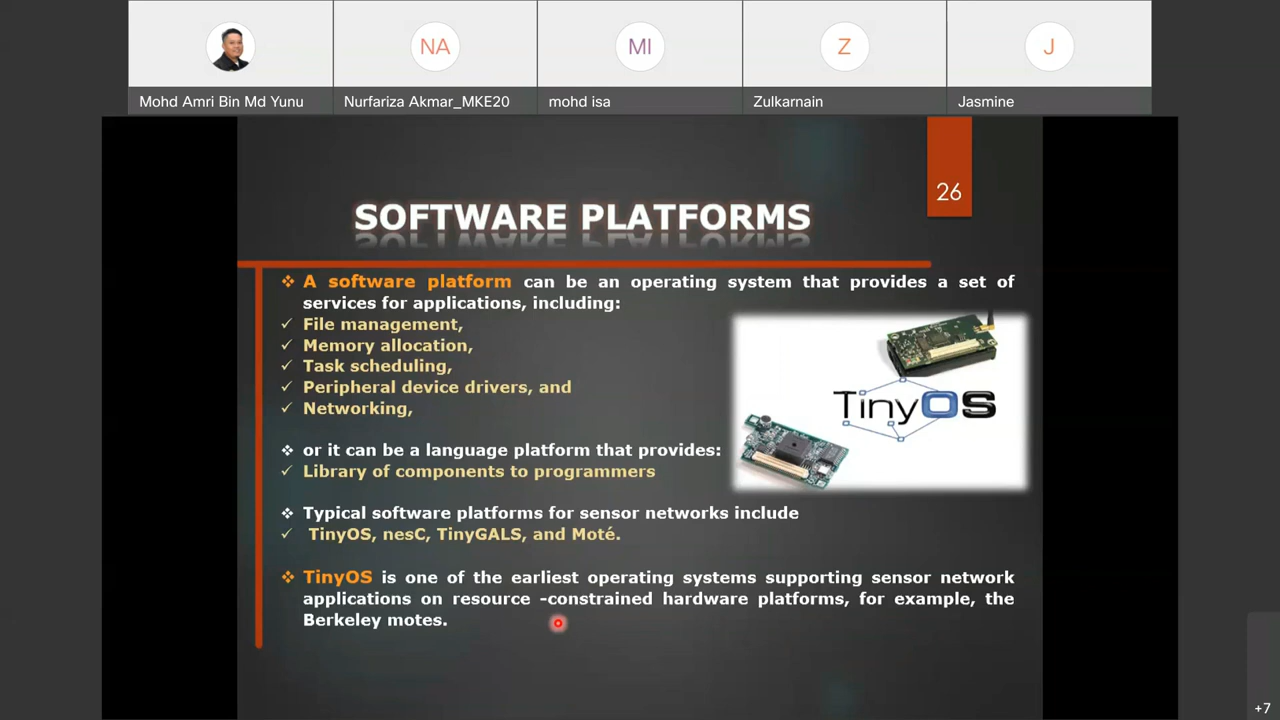 NA
MI
Z
J
Mohd Amri Bin Md Yunu
Nurfariza Akmar_MKE20
mohd isa
Zulkarnain
Jasmine
26
SOFTWARE PLATFORMS
❖ A software platform can be an operating system that provides a set of
services for applications, including:
✓ File management,
✓ Memory allocation,
✓ Task scheduling,
✓ Peripheral device drivers, and
✓ Networking,
TinyOS
❖ or it can be a language platform that provides:
✓ Library of components to programmers
❖ Typical software platforms for sensor networks include
✓ TinyOS, nesC, TinyGALS, and Moté.
❖ TinyOS is one of the earliest operating systems supporting sensor network
applications on resource -constrained hardware platforms, for example, the
Berkeley motes.
+7